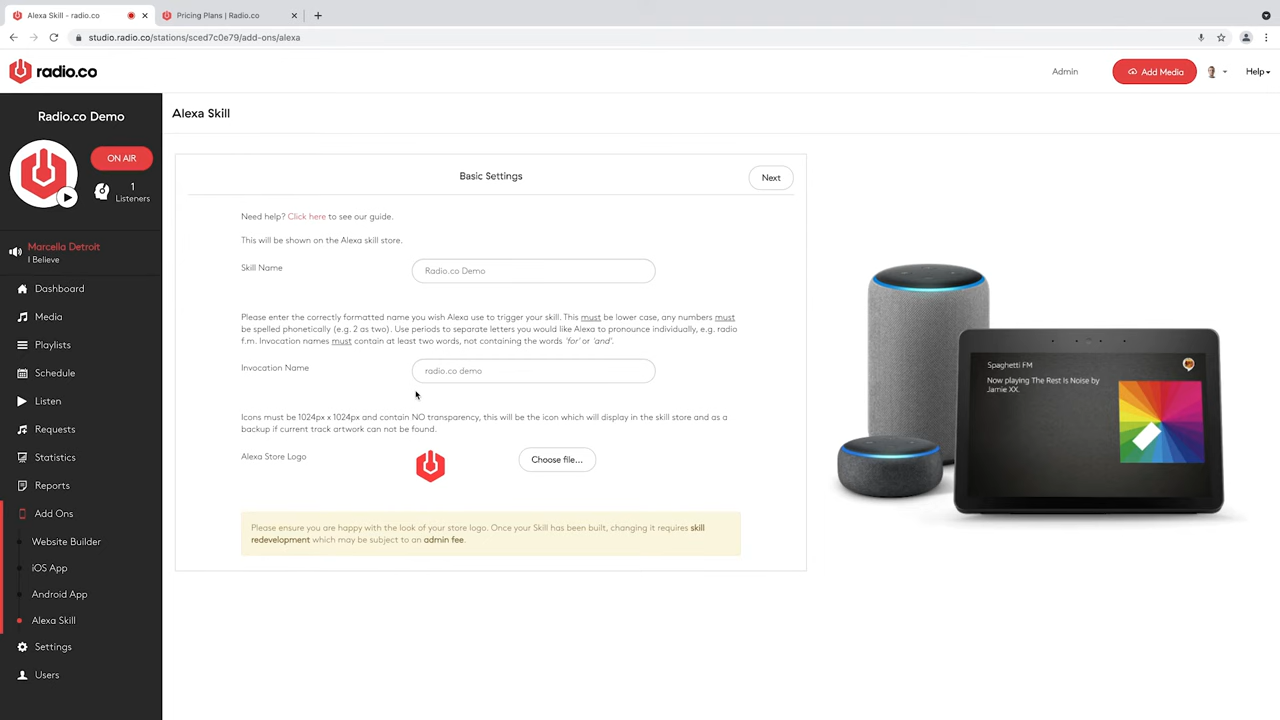 Alexa Skill - radio.co
Pricing Plans | Radio.co
studio.radio.co/stations/sced7c0e79/add-ons/alexa
radio.co
Admin
Add Media
Help
Radio.co Demo
ON AIR
1
Listeners
Marcella Detroit
I Believe
Dashboard
Media
Playlists
Schedule
Listen
Requests
Statistics
Reports
Add Ons
Website Builder
iOS App
Android App
Alexa Skill
Settings
Users
Alexa Skill
Basic Settings
Next
Need help? Click here to see our guide.
This will be shown on the Alexa skill store.
Skill Name
Radio.co Demo
Please enter the correctly formatted name you wish Alexa use to trigger your skill. This must be lower case, any numbers must
be spelled phonetically (e.g. 2 as two). Use periods to separate letters you would like Alexa to pronounce individually, e.g. radio
f.m. Invocation names must contain at least two words, not containing the words 'for' or 'and'.
Invocation Name
radio.co demo
Icons must be 1024px x 1024px and contain NO transparency, this will be the icon which will display in the skill store and as a
backup if current track artwork can not be found.
Alexa Store Logo
Choose file...
Please ensure you are happy with the look of your store logo. Once your Skill has been built, changing it requires skill
redevelopment which may be subject to an admin fee.
Spaghetti FM
Now playing The Rest Is Noise by
Jamie XX.